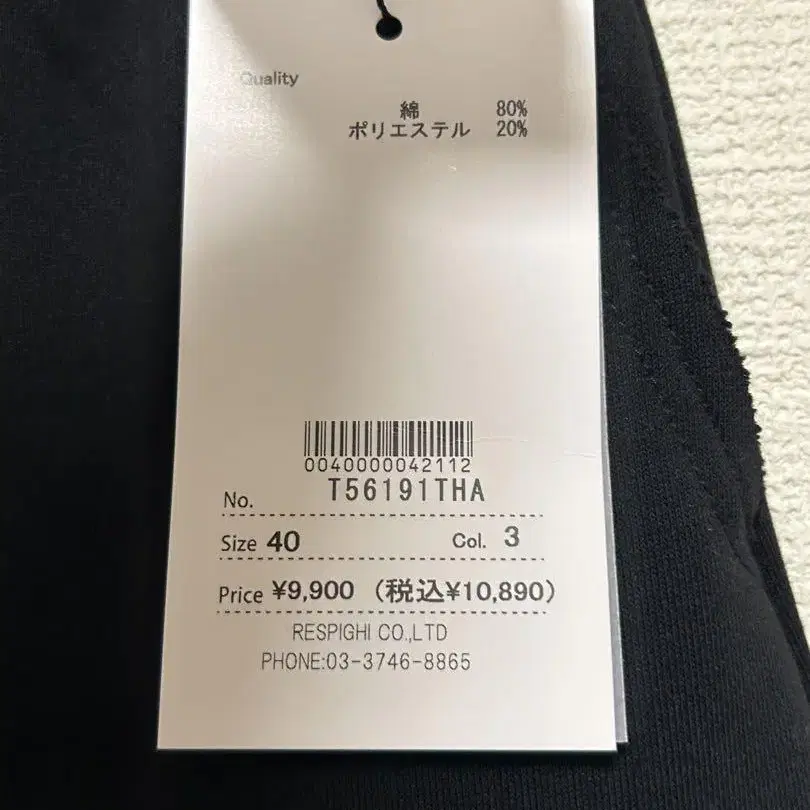 Quality
綿 80%
ポリエステル 20%
0040000042112
No. T56191THA
Size 40 Col. 3
Price ¥9,900 (税込¥10,890)
RESPIGHI CO.,LTD
PHONE:03-3746-8865